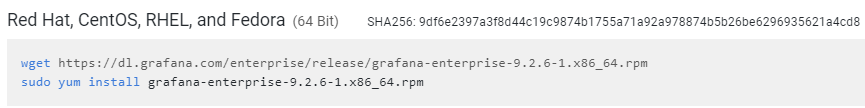 Red Hat, CentOS, RHEL, and Fedora (64 Bit) SHA256: 9df6e2397a3f8d44c19c9874b1755a71a92a978874b5b26be6296935621a4cd8
wget https://dl.grafana.com/enterprise/release/grafana-enterprise-9.2.6-1.x86_64.rpm
sudo yum install grafana-enterprise-9.2.6-1.x86_64.rpm